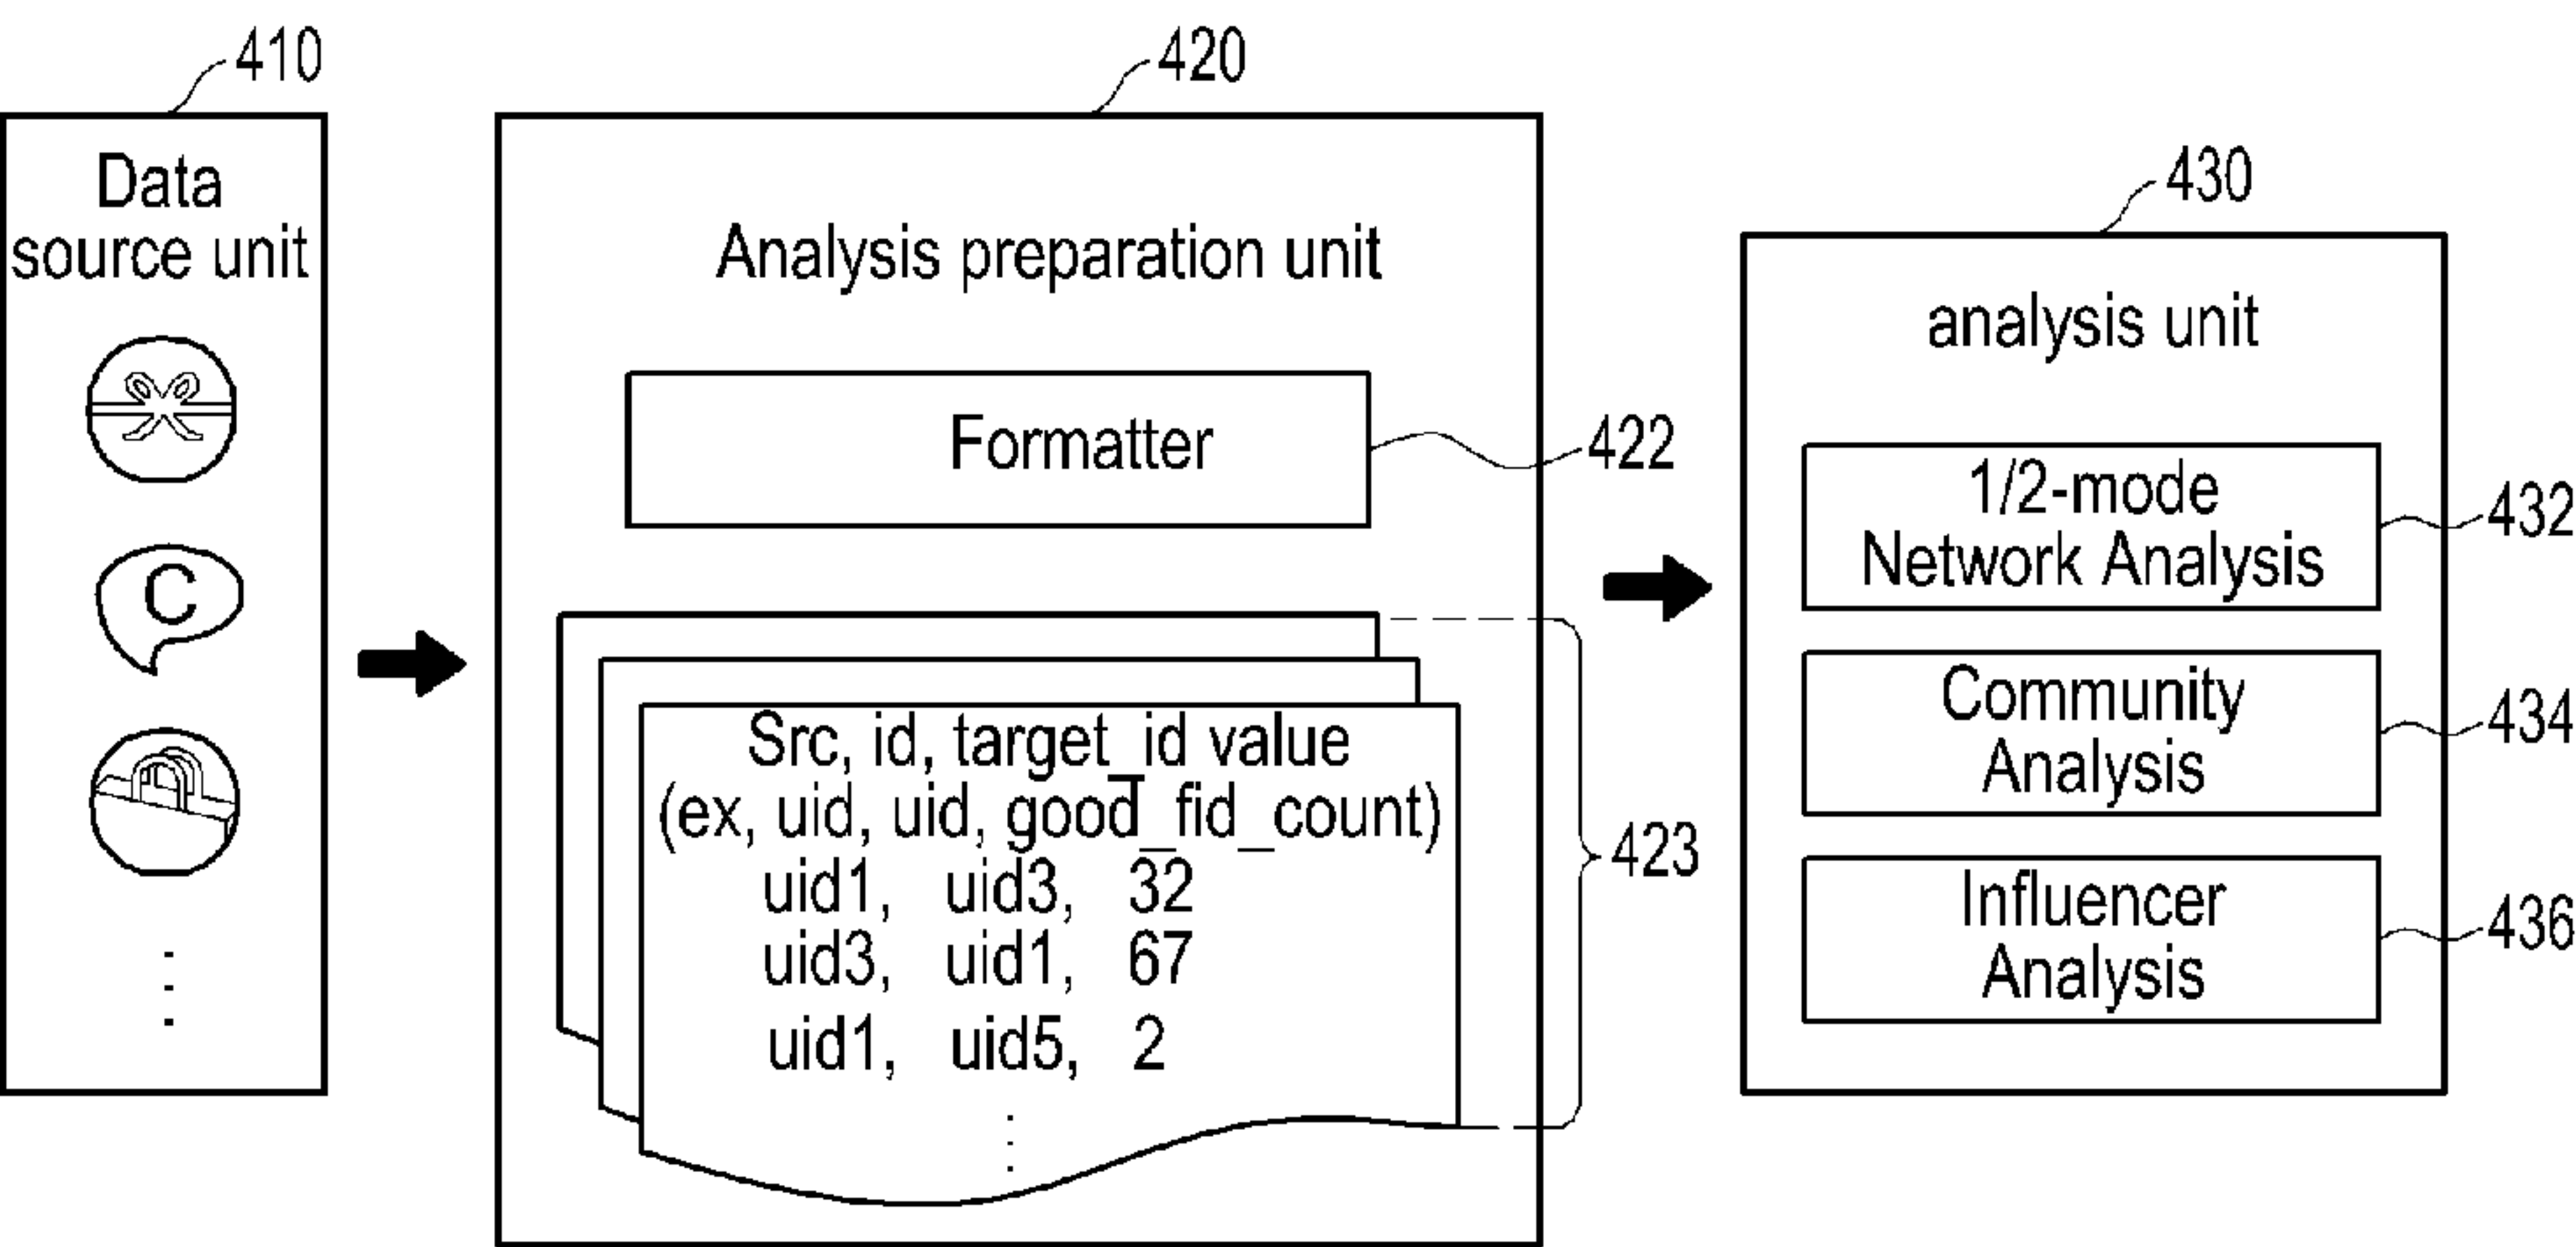 410
Data
source unit
C
420
Analysis preparation unit
Formatter
422
Src, id, target_id value
(ex, uid, uid, good_fid_count)
uid1, uid3, 32
uid3, uid1, 67
uid1, uid5, 2
423
430
analysis unit
1/2-mode
Network Analysis
432
Community
Analysis
434
Influencer
Analysis
436